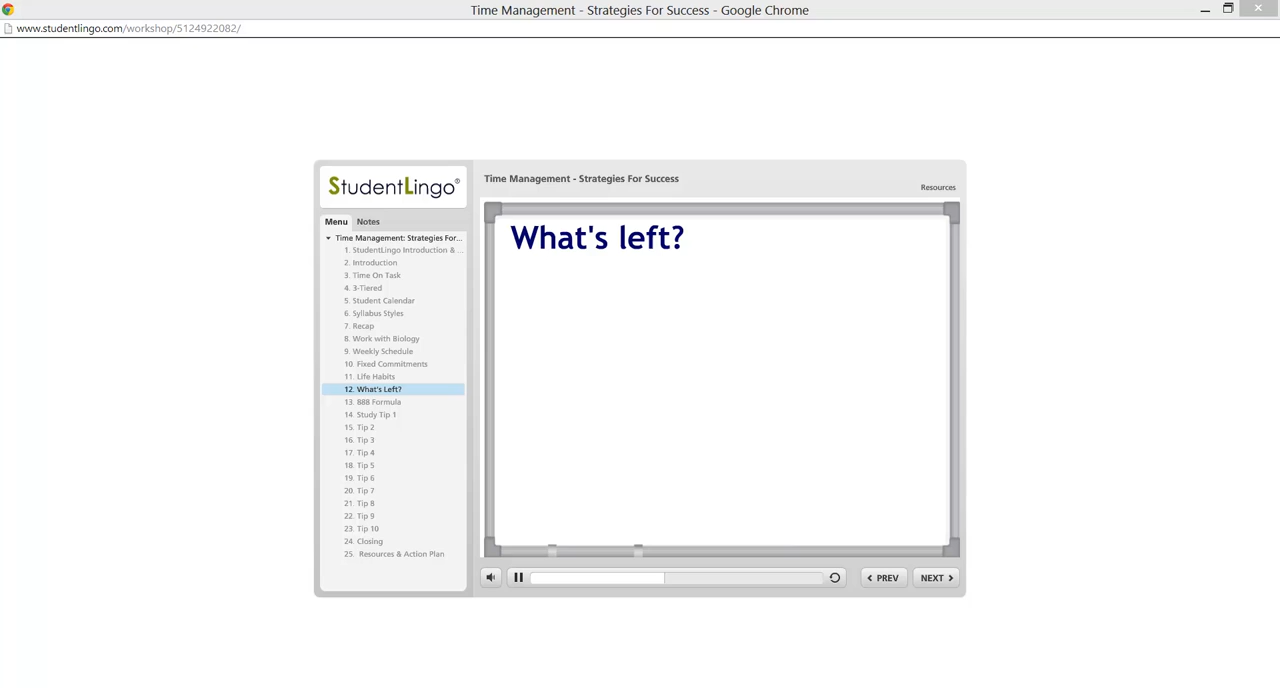 Time Management - Strategies For Success - Google Chrome
www.studentlingo.com/workshop/5124922082/
StudentLingo®
Time Management - Strategies For Success
Resources
Menu Notes
Time Management: Strategies For...
1. StudentLingo Introduction & ...
2. Introduction
3. Time On Task
4. 3-Tiered
5. Student Calendar
6. Syllabus Styles
7. Recap
8. Work with Biology
9. Weekly Schedule
10. Fixed Commitments
11. Life Habits
12. What's Left?
13. 888 Formula
14. Study Tip 1
15. Tip 2
16. Tip 3
17. Tip 4
18. Tip 5
19. Tip 6
20. Tip 7
21. Tip 8
22. Tip 9
23. Tip 10
24. Closing
25. Resources & Action Plan
What's left?
PREV
NEXT